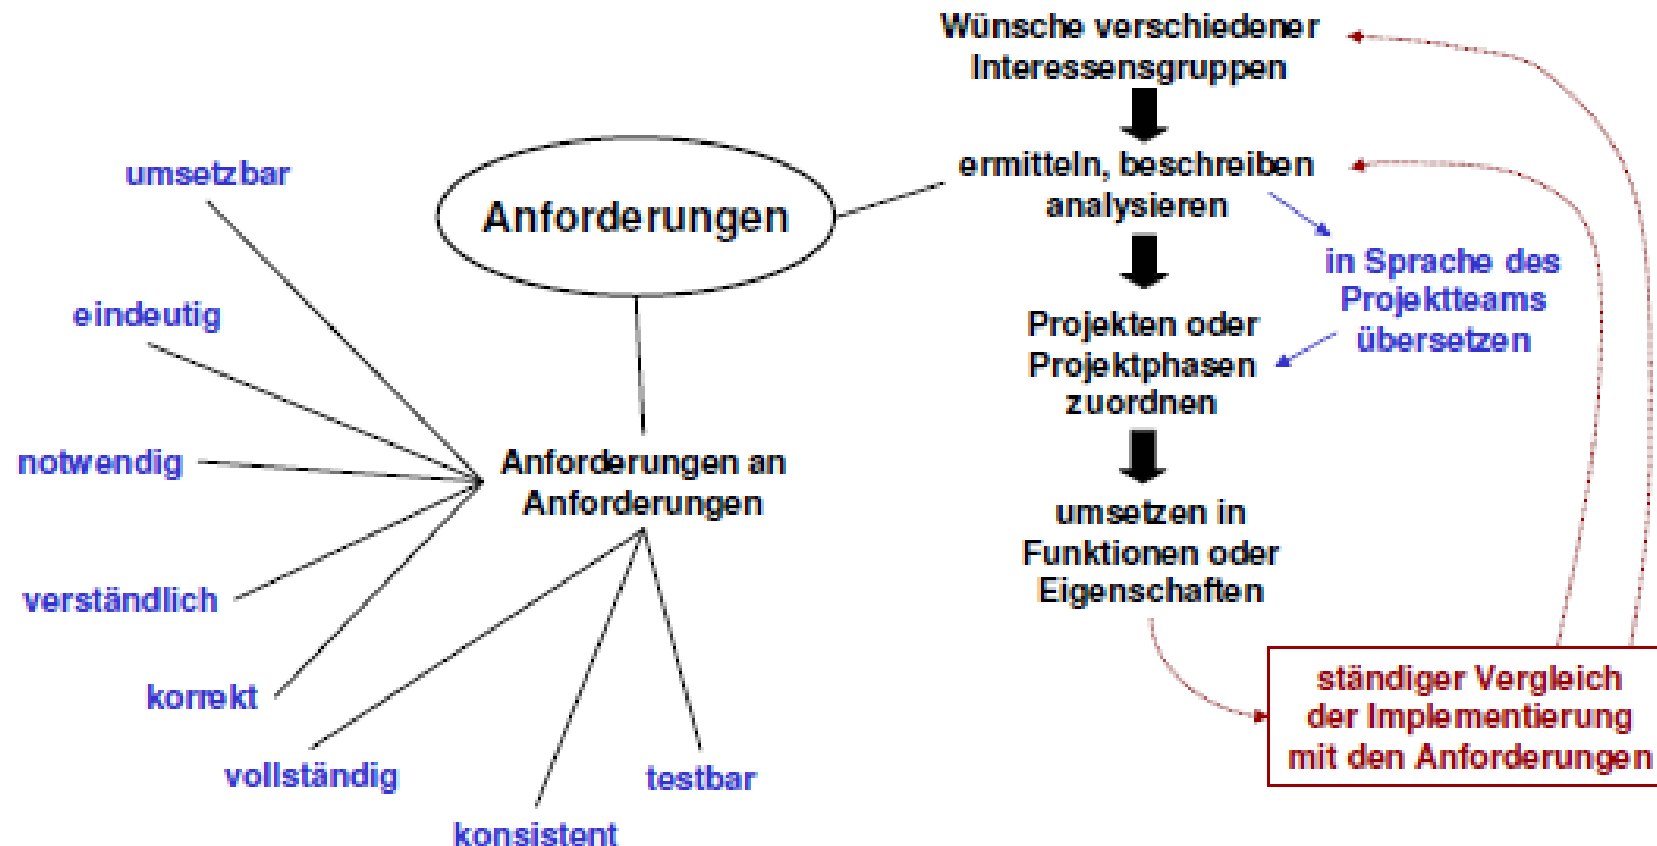 Wünsche verschiedener
Interessensgruppen
ermitteln, beschreiben
analysieren
in Sprache des
Projektteams
übersetzen
Projekten oder
Projektphasen
zuordnen
umsetzen in
Funktionen oder
Eigenschaften
ständiger Vergleich
der Implementierung
mit den Anforderungen
Anforderungen
Anforderungen an
Anforderungen
umsetzbar
eindeutig
notwendig
verständlich
korrekt
vollständig
konsistent
testbar